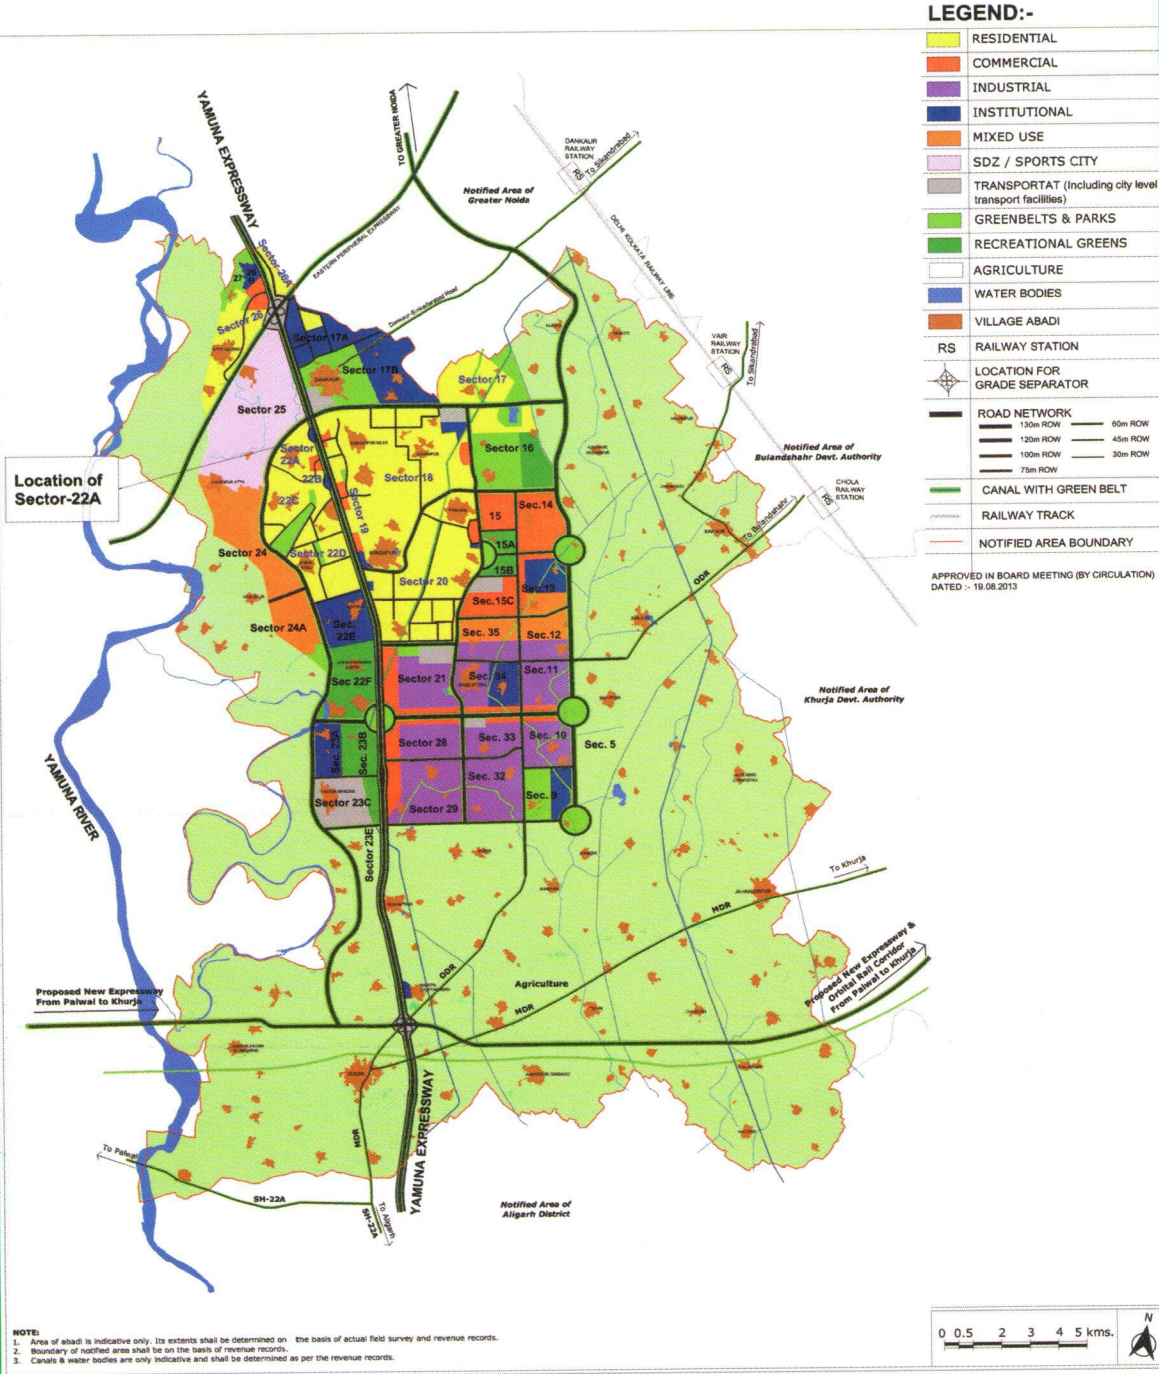 LEGEND:-
RESIDENTIAL
COMMERCIAL
INDUSTRIAL
INSTITUTIONAL
MIXED USE
SDZ / SPORTS CITY
TRANSPORTAT (Including city level
transport facilities)
GREENBELTS & PARKS
RECREATIONAL GREENS
AGRICULTURE
WATER BODIES
VILLAGE ABADI
RS RAILWAY STATION
LOCATION FOR
GRADE SEPARATOR
ROAD NETWORK
130m ROW 60m ROW
120m ROW 45m ROW
100m ROW 30m ROW
75m ROW
CANAL WITH GREEN BELT
RAILWAY TRACK
NOTIFIED AREA BOUNDARY
APPROVED IN BOARD MEETING (BY CIRCULATION)
DATED :- 19.08.2013
YAMUNA EXPRESSWAY
TO GREATER NOIDA
DANKAUR
RAILWAY
STATION
RS
To Sikandrabad
Notified Area of
Greater Noida
EASTERN PERIPHERAL EXPRESSWAY
DELHI KOLKATA RAILWAY LINE
Sector 26A
27
Sector 26
Sector 17A
DANKAUR
Sector 17B
Sector 17
VAIR
RAILWAY
STATION
RS
To Sikandrabad
Sector 25
Location of
Sector-22A
Sector
22A
22B
22C
Sector 18
Sector 19
Sector 16
Notified Area of
Bulandshahr Devt. Authority
CHOLA
RAILWAY
STATION
RS
To Bulandshahr
ODR
Sector 24
Sector 22D
Sector 20
15
Sec.14
15A
15B
Sec.13
Sec.15C
Sector 24A
Sec.
22E
Sec. 35
Sec.12
Sec 22F
Sector 21
Sec. 34
Sec.11
Notified Area of
Khurja Devt. Authority
Sec. 23A
Sec. 23B
Sector 28
Sec. 33
Sec. 10
Sec. 5
Sec. 32
Sector 23C
Sector 29
Sec. 9
Sector 23E
YAMUNA RIVER
To Khurja
MDR
JAHANGIRPUR
Proposed New Expressway &
Orbital Rail Corridor
From Palwal to Khurja
ODR
Agriculture
MDR
Proposed New Expressway
From Palwal to Khurja
YAMUNA EXPRESSWAY
MDR
To Palwal
SH-22A
SH-22A
To Aligarh
Notified Area of
Aligarh District
NOTE:
1. Area of abadi is indicative only. Its extents shall be determined on the basis of actual field survey and revenue records.
2. Boundary of notified area shall be on the basis of revenue records.
3. Canals & water bodies are only indicative and shall be determined as per the revenue records.
0 0.5 2 3 4 5 kms.
N